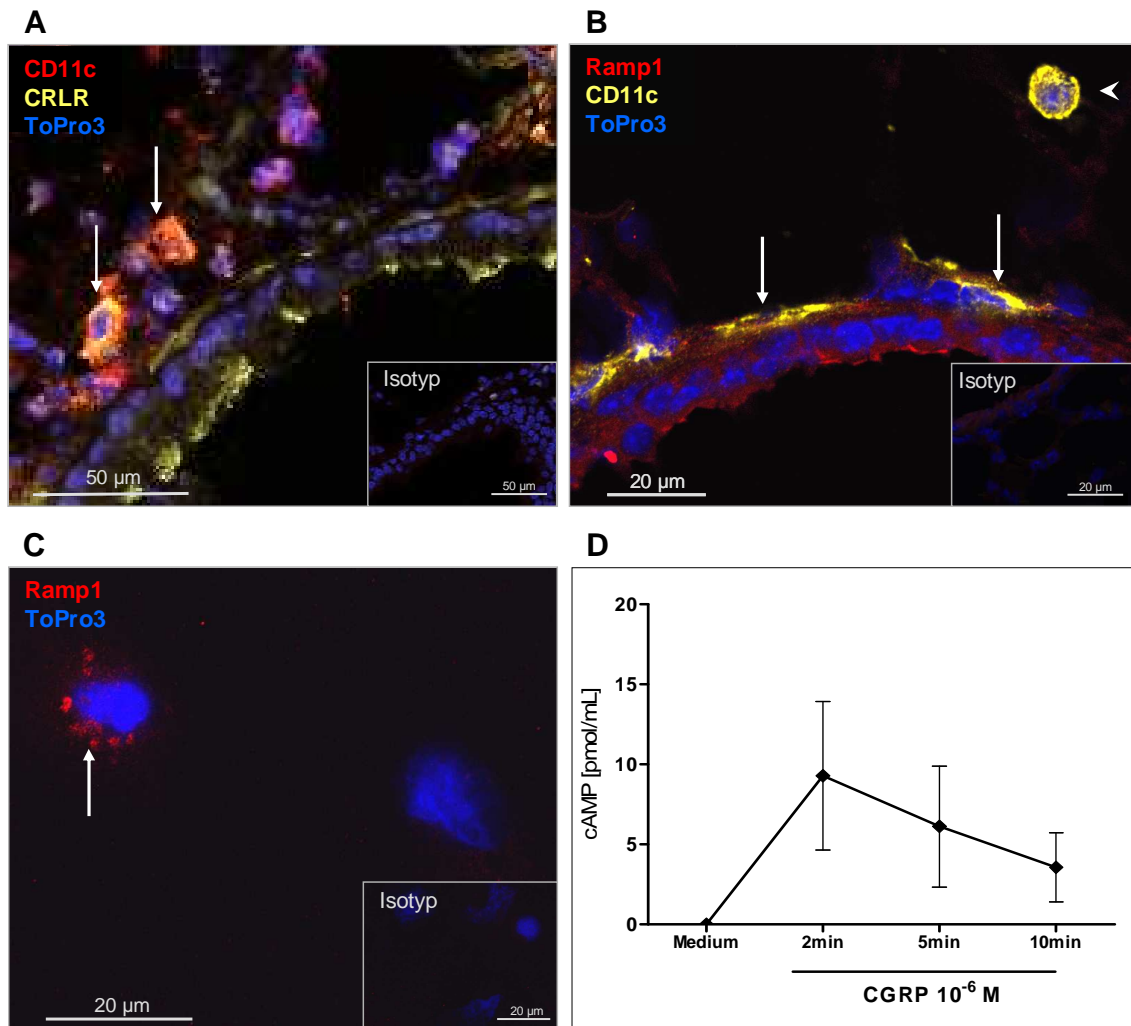 A
CD11c
CRLR
ToPro3
Isotyp
50 µm
50 µm
B
Ramp1
CD11c
ToPro3
Isotyp
20 µm
20 µm
C
Ramp1
ToPro3
Isotyp
20 µm
20 µm
D
20
15
10
5
0
cAMP [pmol/mL]
Medium 2min 5min 10min
CGRP 10⁻⁶ M